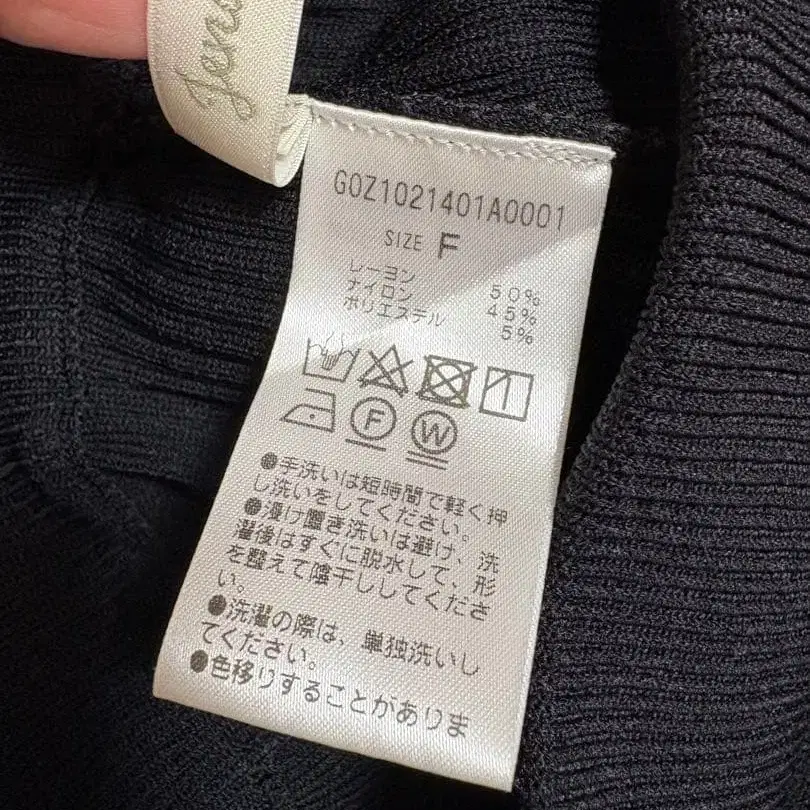 Jeno
G0Z1021401A0001
SIZE F
レーヨン 50%
ナイロン 45%
ポリエステル 5%
F W
●手洗いは短時間で軽く押
し洗いをしてください。
●漬け置き洗いは避け、洗
濯後はすぐに脱水して、形
を整えて陰干ししてくださ
い。
●洗濯の際は、単独洗いし
てください。
●色移りすることがありま